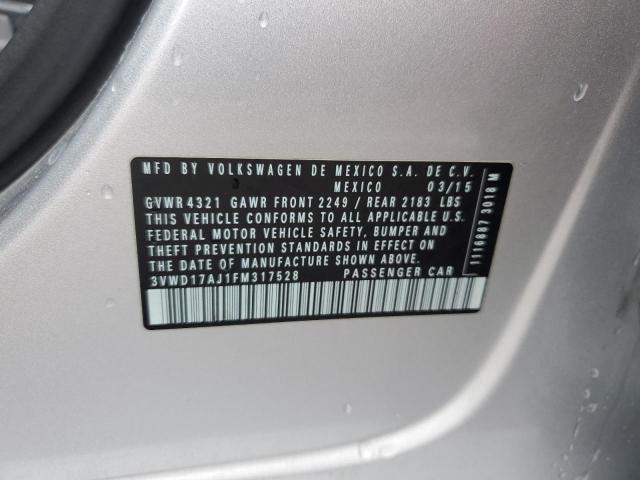 MFD BY VOLKSWAGEN DE MEXICO S.A. DE C.V.
MEXICO 03/15
GVWR 4321 GAWR FRONT 2249 / REAR 2183 LBS
THIS VEHICLE CONFORMS TO ALL APPLICABLE U.S.
FEDERAL MOTOR VEHICLE SAFETY, BUMPER AND
THEFT PREVENTION STANDARDS IN EFFECT ON
THE DATE OF MANUFACTURE SHOWN ABOVE.
3VWD17AJ1FM317528 PASSENGER CAR
1116887 3018 M